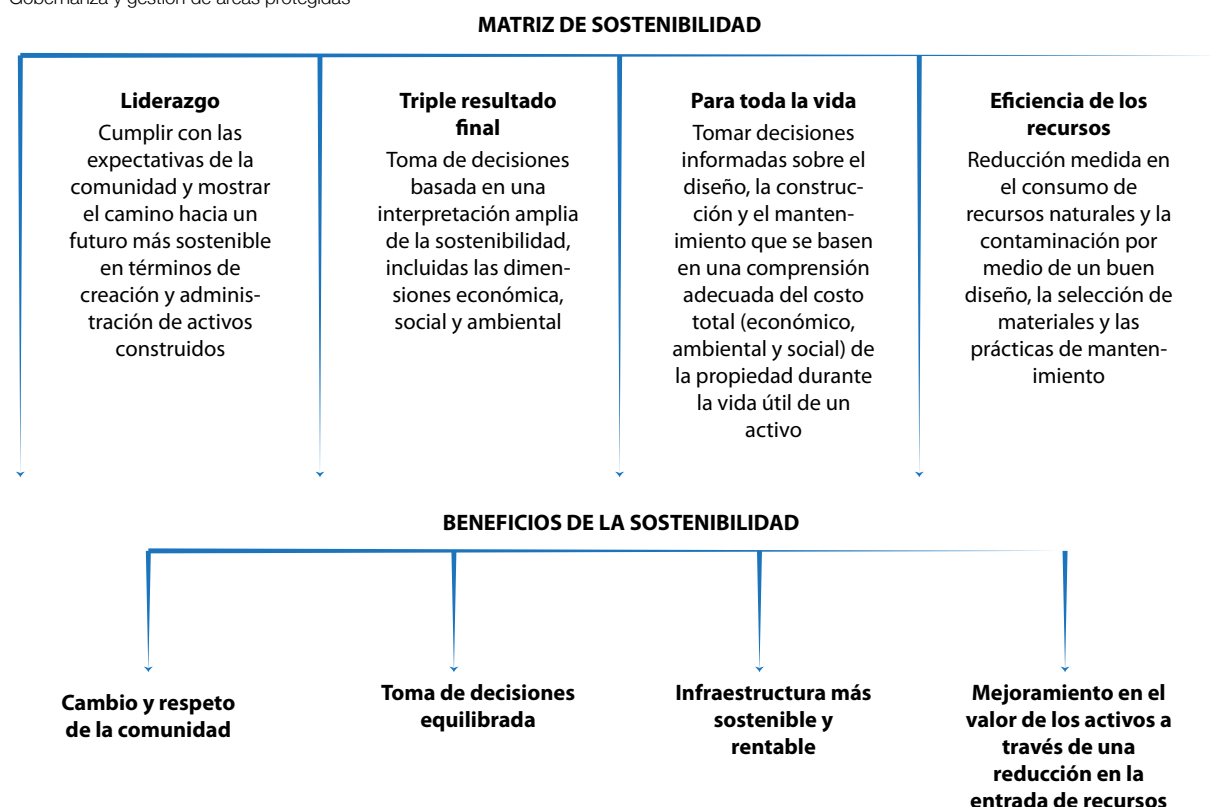 Gobernanza y gestión de áreas protegidas
MATRIZ DE SOSTENIBILIDAD
Liderazgo
Cumplir con las
expectativas de la
comunidad y mostrar
el camino hacia un
futuro más sostenible
en términos de
creación y adminis-
tración de activos
construidos
Triple resultado
final
Toma de decisiones
basada en una
interpretación amplia
de la sostenibilidad,
incluidas las dimen-
siones económica,
social y ambiental
Para toda la vida
Tomar decisiones
informadas sobre el
diseño, la construc-
ción y el manten-
imiento que se basen
en una comprensión
adecuada del costo
total (económico,
ambiental y social) de
la propiedad durante
la vida útil de un
activo
Eficiencia de los
recursos
Reducción medida en
el consumo de
recursos naturales y la
contaminación por
medio de un buen
diseño, la selección de
materiales y las
prácticas de manten-
imiento
BENEFICIOS DE LA SOSTENIBILIDAD
Cambio y respeto
de la comunidad
Toma de decisiones
equilibrada
Infraestructura más
sostenible y
rentable
Mejoramiento en el
valor de los activos a
través de una
reducción en la
entrada de recursos